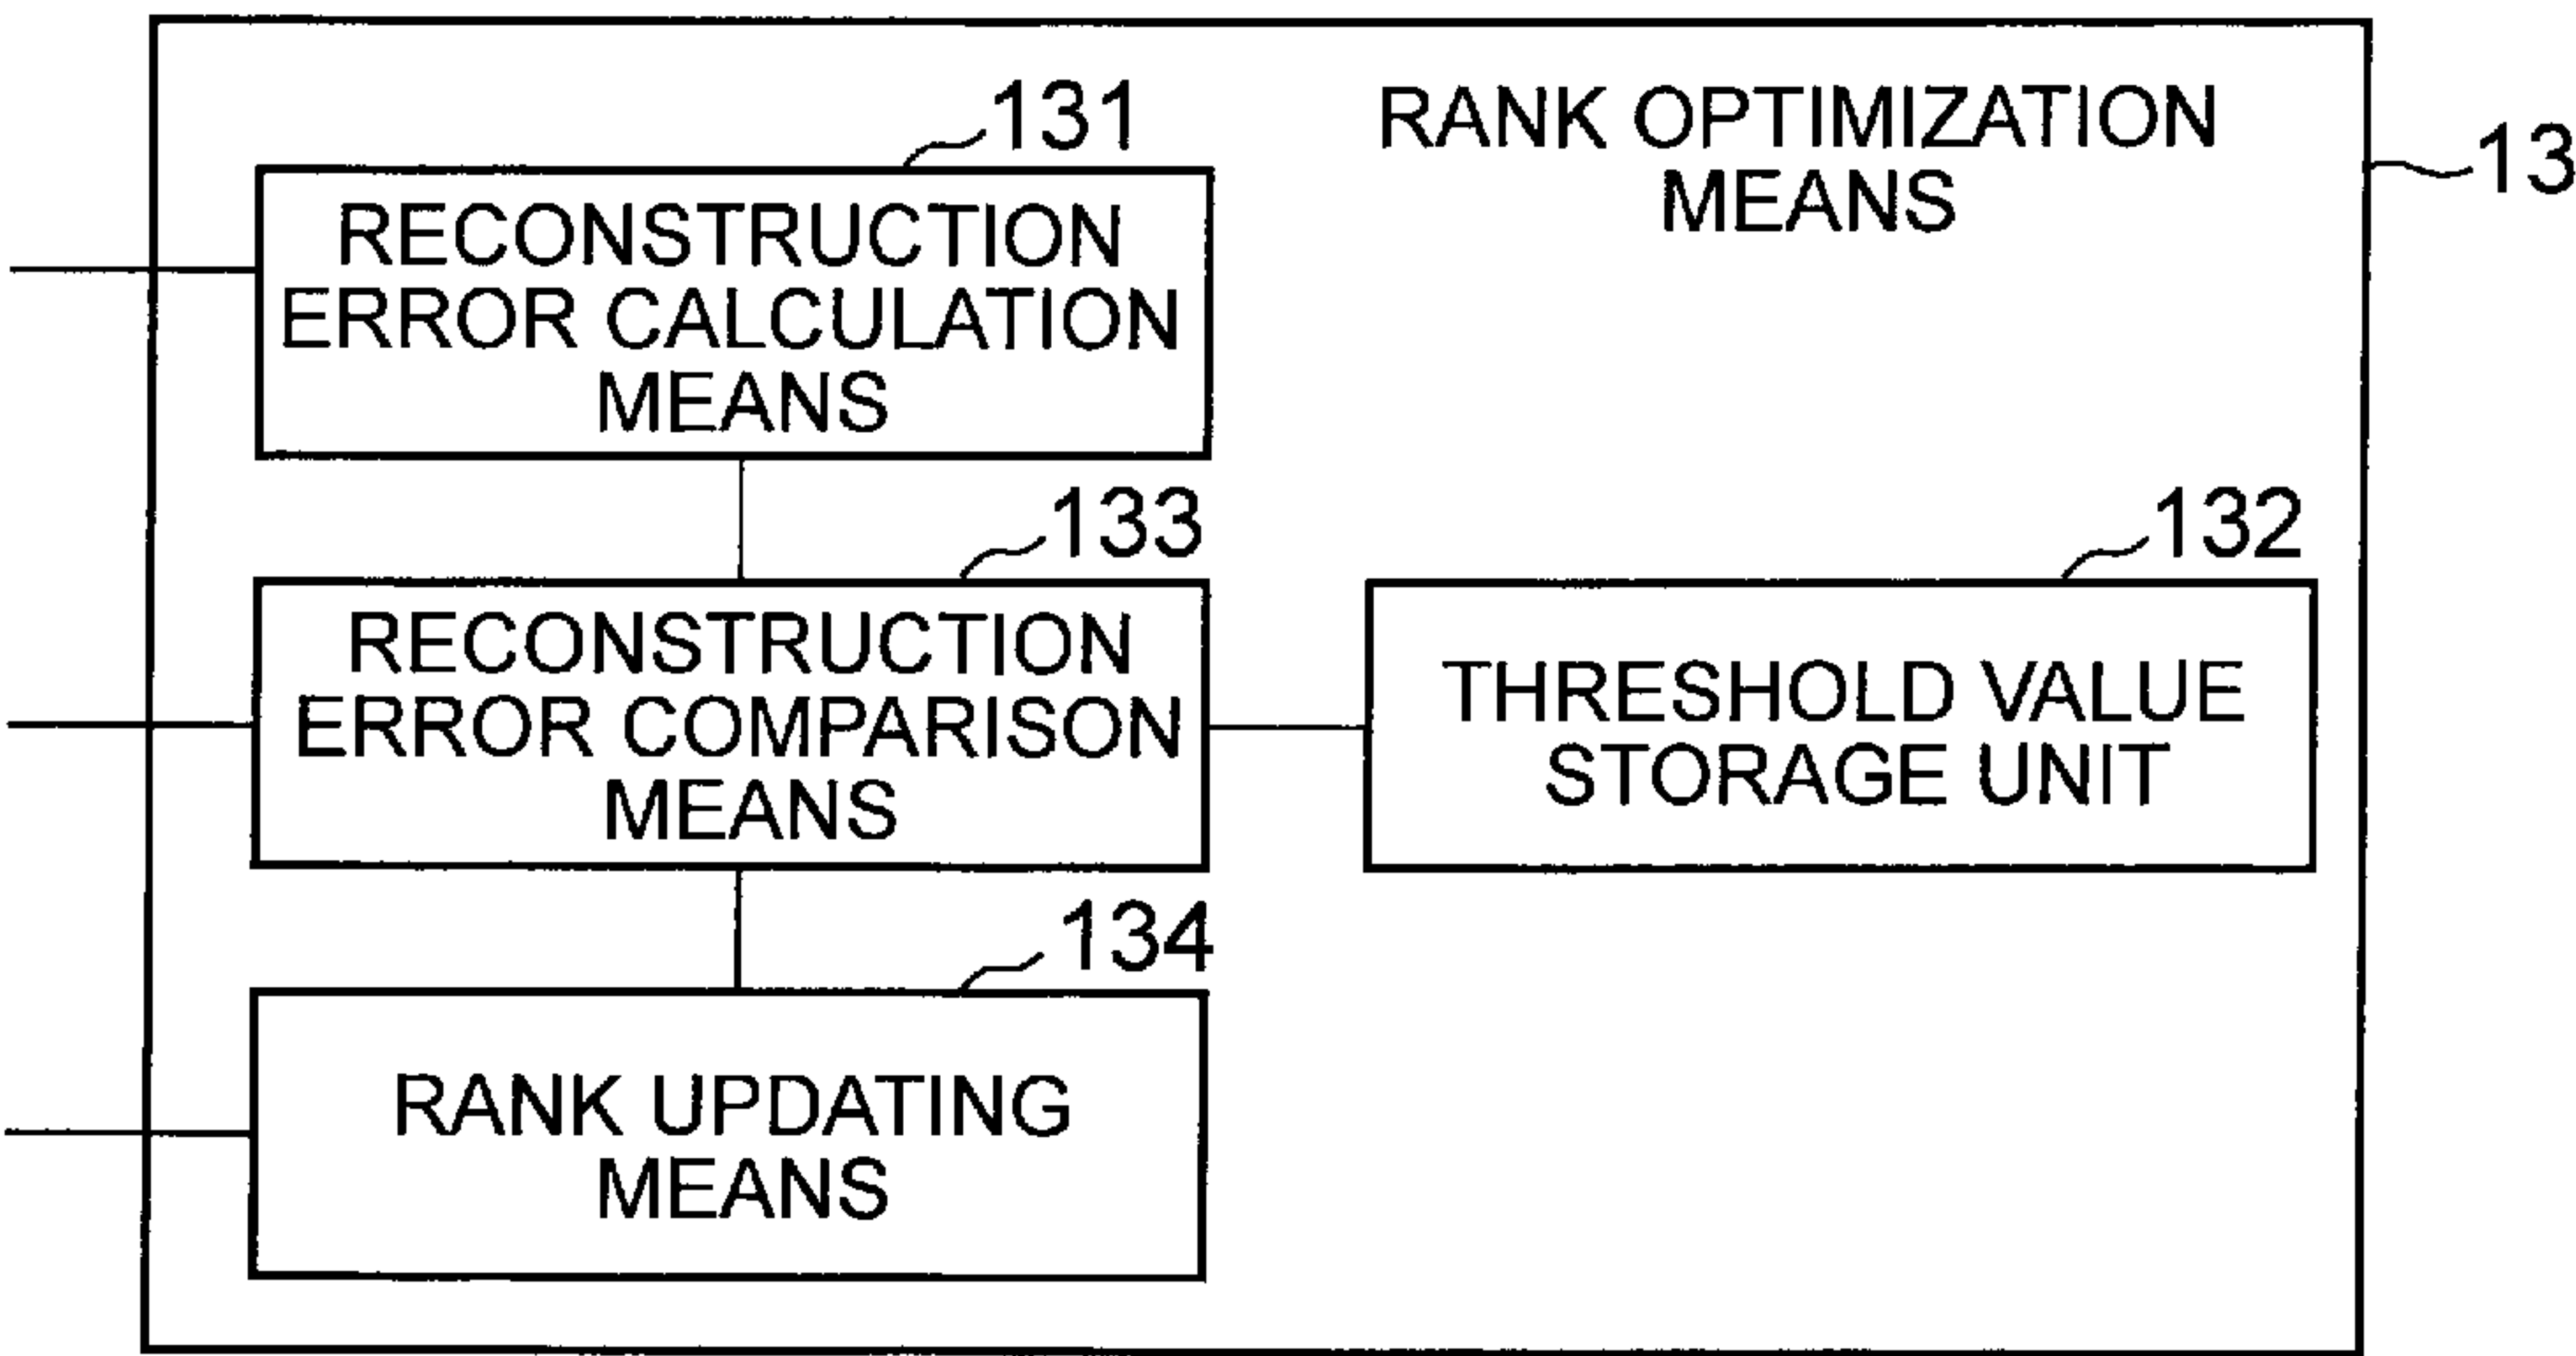 RANK OPTIMIZATION
MEANS
13
131
RECONSTRUCTION
ERROR CALCULATION
MEANS
133
RECONSTRUCTION
ERROR COMPARISON
MEANS
132
THRESHOLD VALUE
STORAGE UNIT
134
RANK UPDATING
MEANS